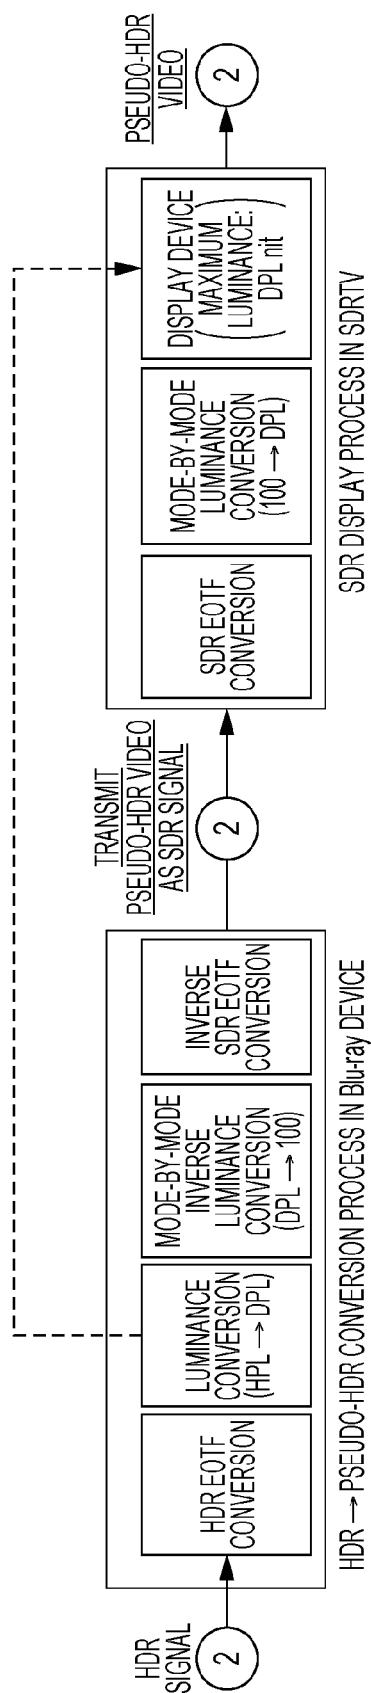 HDR
SIGNAL
2
HDR EOTF
CONVERSION
LUMINANCE
CONVERSION
(HPL → DPL)
MODE-BY-MODE
INVERSE
LUMINANCE
CONVERSION
(DPL → 100)
INVERSE
SDR EOTF
CONVERSION
HDR → PSEUDO-HDR CONVERSION PROCESS IN Blu-ray DEVICE
TRANSMIT
PSEUDO-HDR VIDEO
AS SDR SIGNAL
2
SDR EOTF
CONVERSION
MODE-BY-MODE
LUMINANCE
CONVERSION
(100 → DPL)
DISPLAY DEVICE
(MAXIMUM
LUMINANCE:
DPL nit)
SDR DISPLAY PROCESS IN SDRTV
PSEUDO-HDR
VIDEO
2